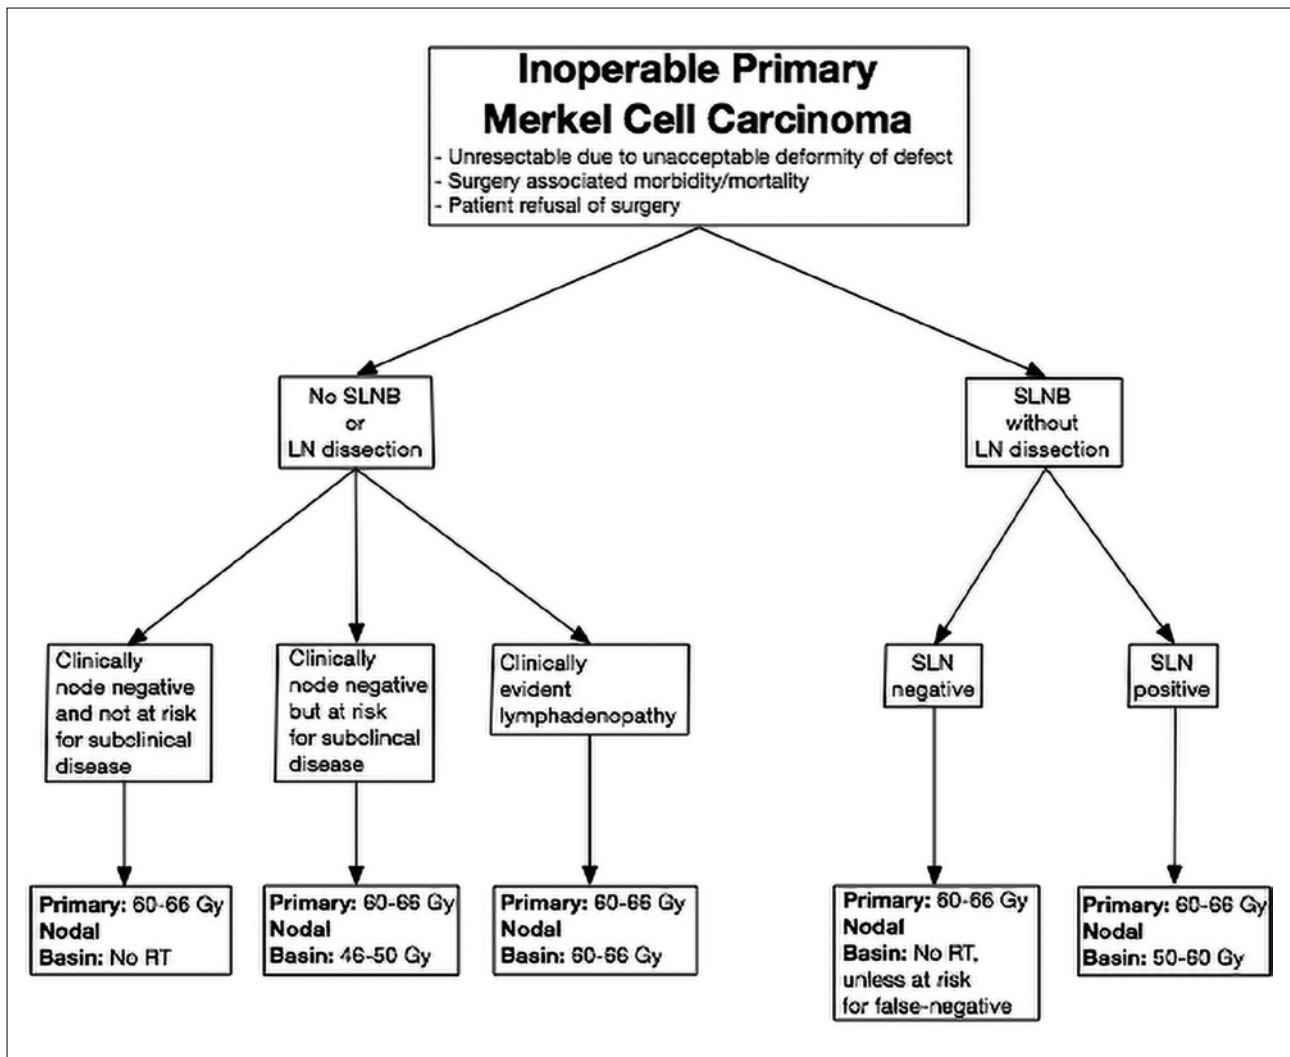 Inoperable Primary
Merkel Cell Carcinoma
- Unresectable due to unacceptable deformity of defect
- Surgery associated morbidity/mortality
- Patient refusal of surgery
No SLNB
or
LN dissection
SLNB
without
LN dissection
Clinically
node negative
and not at risk
for subclinical
disease
Clinically
node negative
but at risk
for subclincal
disease
Clinically
evident
lymphadenopathy
SLN
negative
SLN
positive
Primary: 60-66 Gy
Nodal
Basin: No RT
Primary: 60-66 Gy
Nodal
Basin: 46-50 Gy
Primary: 60-66 Gy
Nodal
Basin: 60-66 Gy
Primary: 60-66 Gy
Nodal
Basin: No RT,
unless at risk
for false-negative
Primary: 60-66 Gy
Nodal
Basin: 50-60 Gy